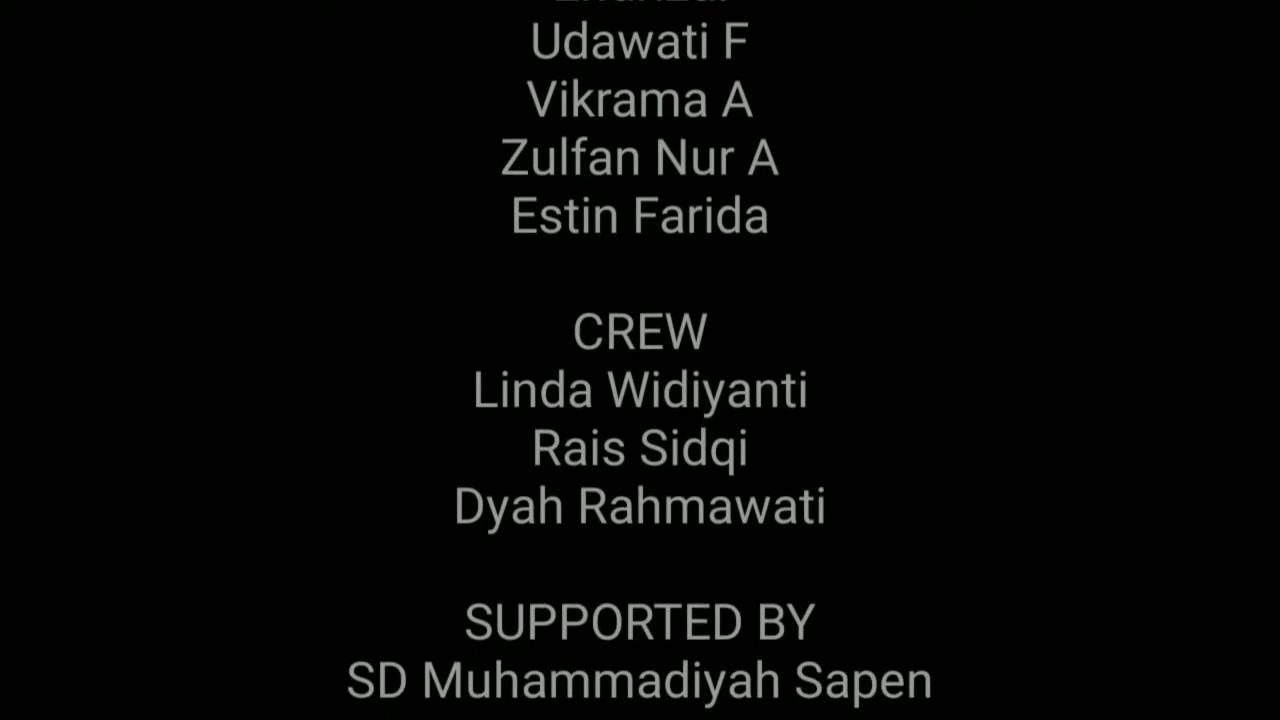 Udawati F
Vikrama A
Zulfan Nur A
Estin Farida
CREW
Linda Widiyanti
Rais Sidqi
Dyah Rahmawati
SUPPORTED BY
SD Muhammadiyah Sapen